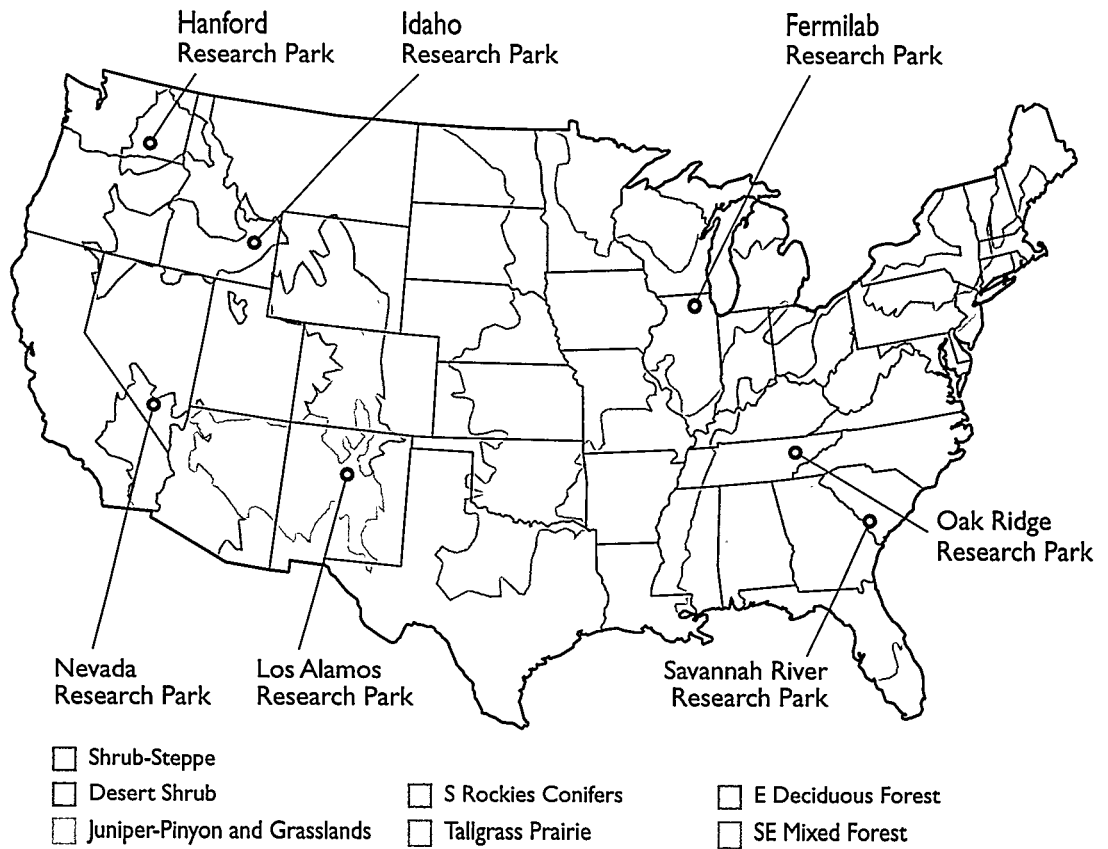 Hanford
Research Park
Idaho
Research Park
Fermilab
Research Park
Oak Ridge
Research Park
Nevada
Research Park
Los Alamos
Research Park
Savannah River
Research Park
Shrub-Steppe
Desert Shrub
Juniper-Pinyon and Grasslands
S Rockies Conifers
Tallgrass Prairie
E Deciduous Forest
SE Mixed Forest